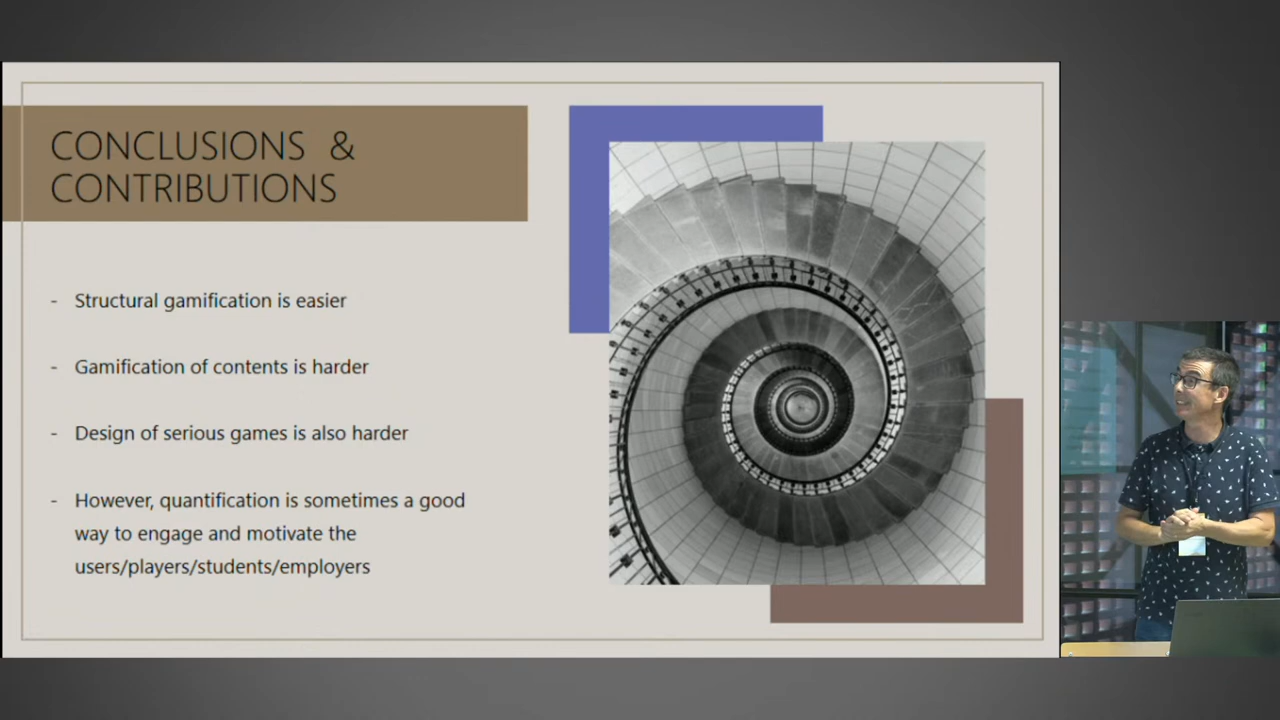 CONCLUSIONS &
CONTRIBUTIONS
- Structural gamification is easier
- Gamification of contents is harder
- Design of serious games is also harder
- However, quantification is sometimes a good
way to engage and motivate the
users/players/students/employers